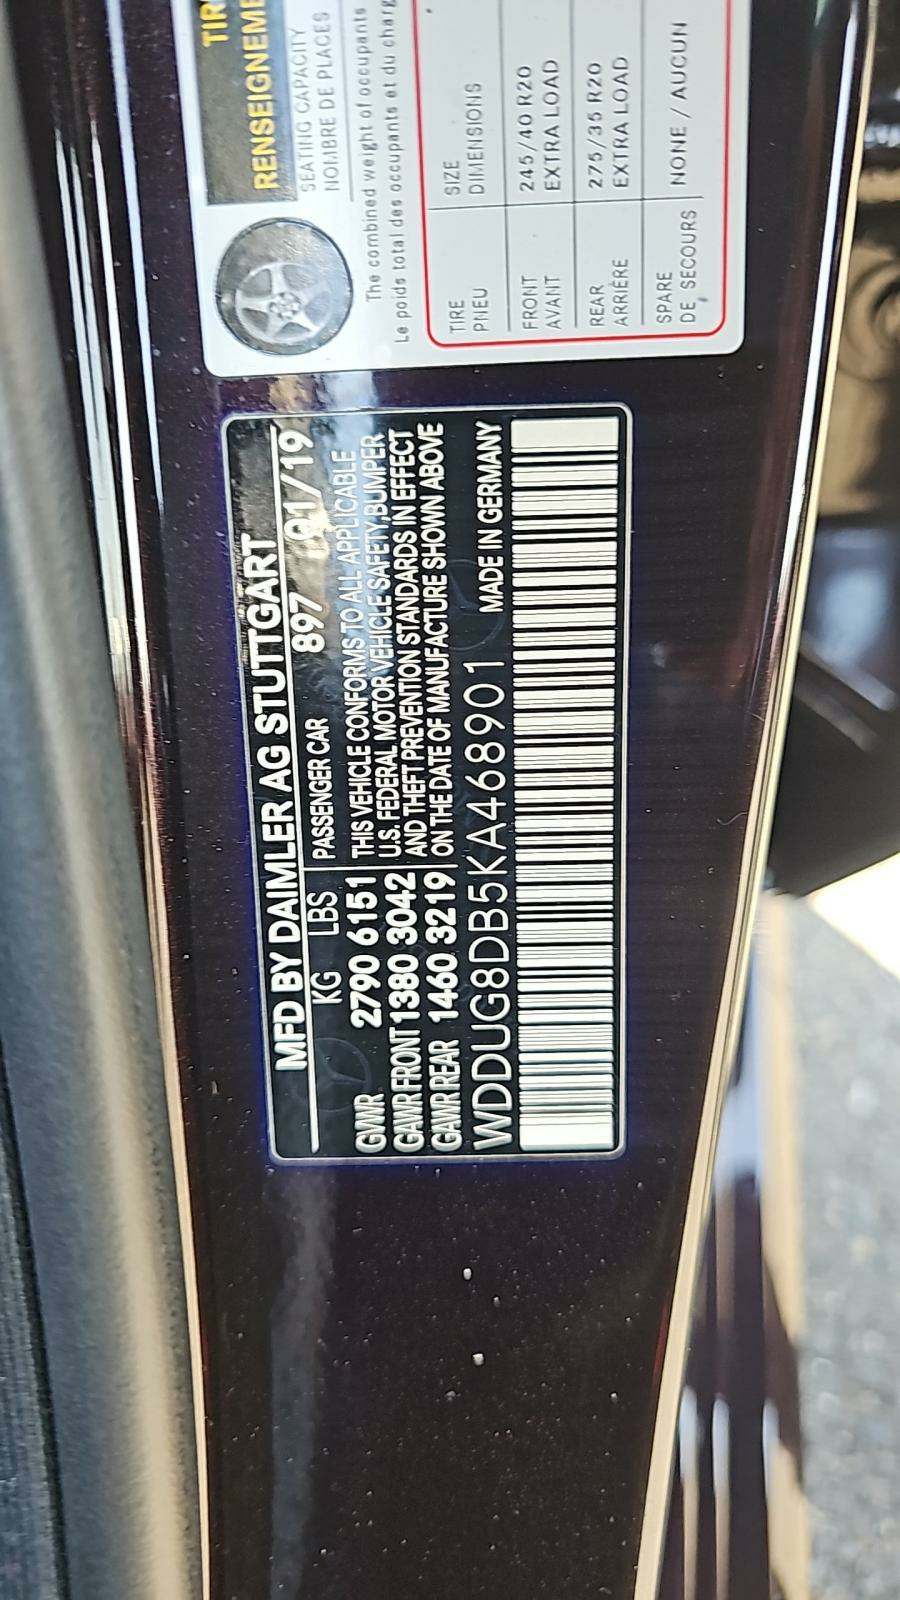 MFD BY DAIMLER AG STUTTGART
KG LBS PASSENGER CAR 897 01/19
GVWR 2790 6151
GAWR FRONT 1380 3042
GAWR REAR 1460 3219
THIS VEHICLE CONFORMS TO ALL APPLICABLE
U.S. FEDERAL MOTOR VEHICLE SAFETY,BUMPER
AND THEFT PREVENTION STANDARDS IN EFFECT
ON THE DATE OF MANUFACTURE SHOWN ABOVE
WDDUG8DB5KA468901 MADE IN GERMANY
RENSEIGNEM
SEATING CAPACITY
NOMBRE DE PLACES
The combined weight of occupants
Le poids total des occupants et du charg
TIRE SIZE
PNEU DIMENSIONS
FRONT 245/40 R20
AVANT EXTRA LOAD
REAR 275/35 R20
ARRIÈRE EXTRA LOAD
SPARE NONE / AUCUN
DE SECOURS